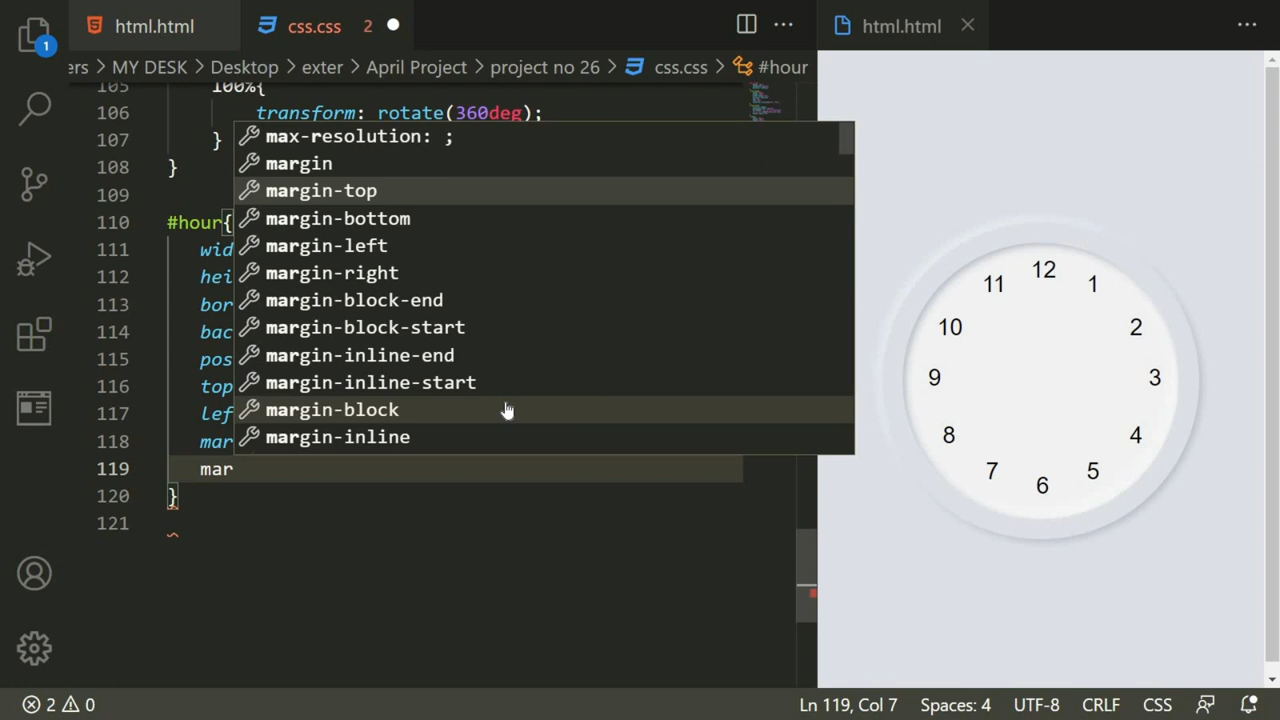 html.html
css.css 2
html.html
ers > MY DESK > Desktop > exter > April Project > project no 26 > css.css > #hour
1
105 100%{
106 transform: rotate(360deg);
107 }
108 }
109
110 #hour{
111 wid
112 hei
113 bor
114 bac
115 pos
116 top
117 lef
118 mar
119 mar
120 }
121
max-resolution: ;
margin
margin-top
margin-bottom
margin-left
margin-right
margin-block-end
margin-block-start
margin-inline-end
margin-inline-start
margin-block
margin-inline
12
11
1
10
2
9
3
8
4
7
5
6
2 0
Ln 119, Col 7 Spaces: 4 UTF-8 CRLF CSS